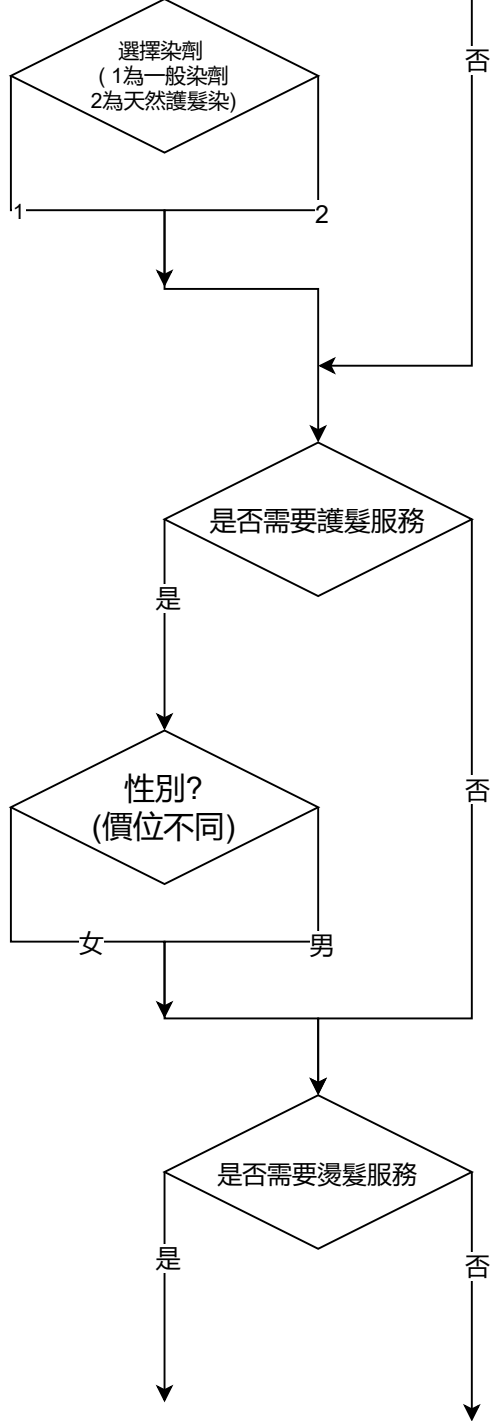 選擇染劑
( 1為一般染劑
2為天然護髮染)
否
1
2
是否需要護髮服務
是
性別?
(價位不同)
否
女
男
是否需要燙髮服務
是
否